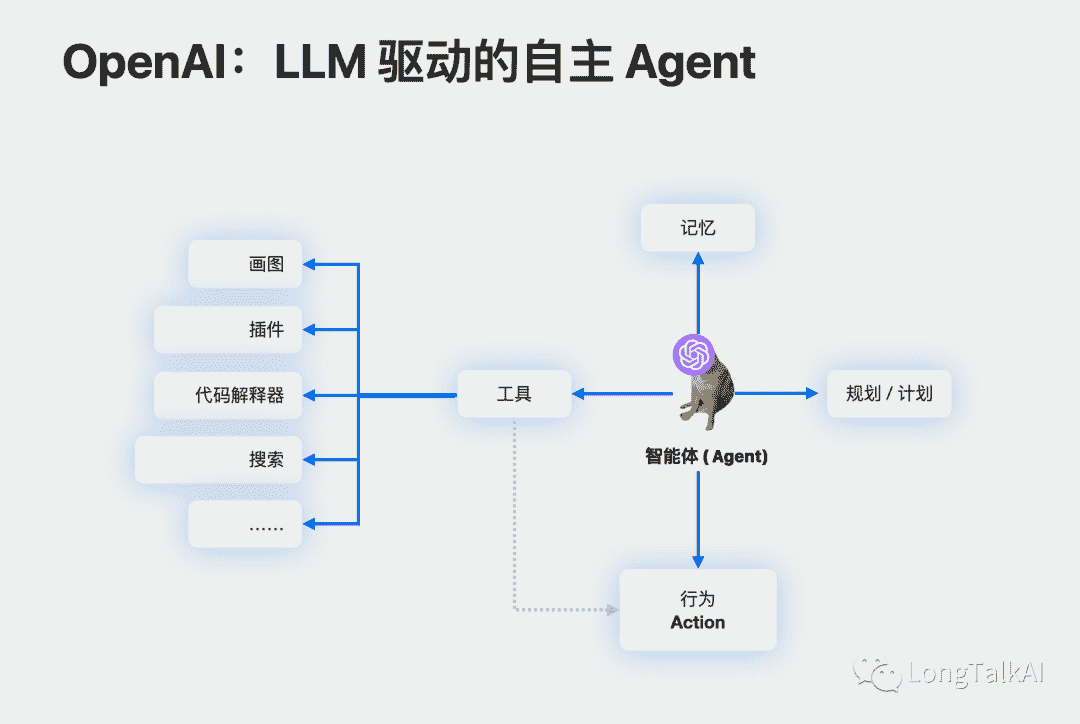 OpenAI：LLM 驱动的自主 Agent
记忆
画图
插件
代码解释器
搜索
……
工具
规划 / 计划
智能体 ( Agent)
行为
Action
LongTalkAI